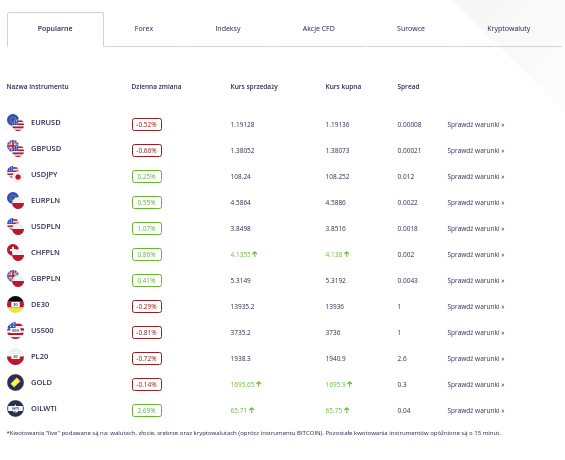 Popularne Forex Indeksy Akcje CFD Surowce Kryptowaluty
Nazwa instrumentu Dzienna zmiana Kurs sprzedaży Kurs kupna Spread
EURUSD -0.52% 1.19128 1.19136 0.00008 Sprawdź warunki »
GBPUSD -0.66% 1.38052 1.38073 0.00021 Sprawdź warunki »
USDJPY 0.25% 108.24 108.252 0.012 Sprawdź warunki »
EURPLN 0.55% 4.5864 4.5886 0.0022 Sprawdź warunki »
USDPLN 1.07% 3.8498 3.8516 0.0018 Sprawdź warunki »
CHFPLN 0.86% 4.1355 4.138 0.002 Sprawdź warunki »
GBPPLN 0.41% 5.3149 5.3192 0.0043 Sprawdź warunki »
DE30 -0.29% 13935.2 13936 1 Sprawdź warunki »
US500 -0.81% 3735.2 3736 1 Sprawdź warunki »
PL20 -0.72% 1938.3 1940.9 2.6 Sprawdź warunki »
GOLD -0.14% 1695.65 1695.9 0.3 Sprawdź warunki »
OILWTI 2.69% 65.71 65.75 0.04 Sprawdź warunki »
*Kwotowania "live" podawane są na: walutach, złocie, srebrze oraz kryptowalutach (oprócz instrumentu BITCOIN). Pozostałe kwotowania instrumentów opóźnione są o 15 minut.